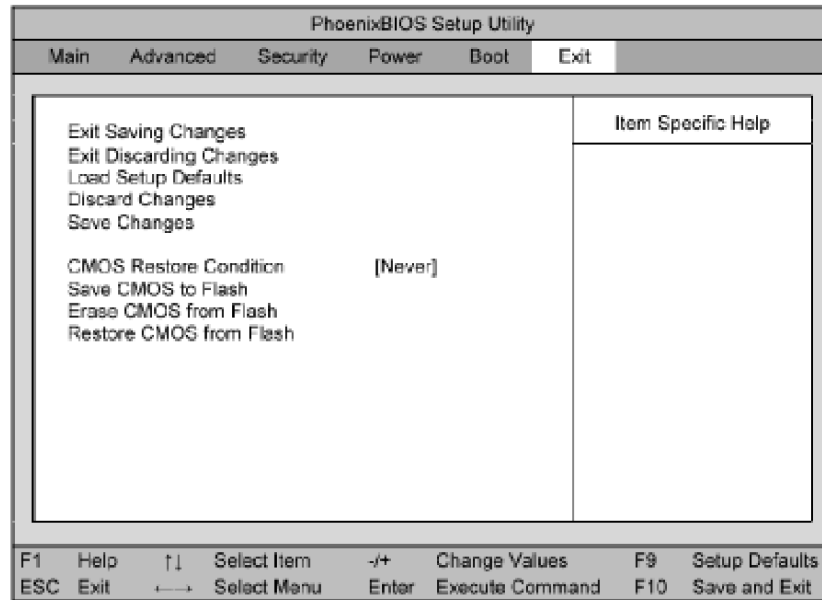 PhoenixBIOS Setup Utility
Main Advanced Security Power Boot Exit
Exit Saving Changes
Exit Discarding Changes
Load Setup Defaults
Discard Changes
Save Changes
CMOS Restore Condition [Never]
Save CMOS to Flash
Erase CMOS from Flash
Restore CMOS from Flash
Item Specific Help
F1 Help ↑↓ Select Item -/+ Change Values F9 Setup Defaults
ESC Exit ←→ Select Menu Enter Execute Command F10 Save and Exit